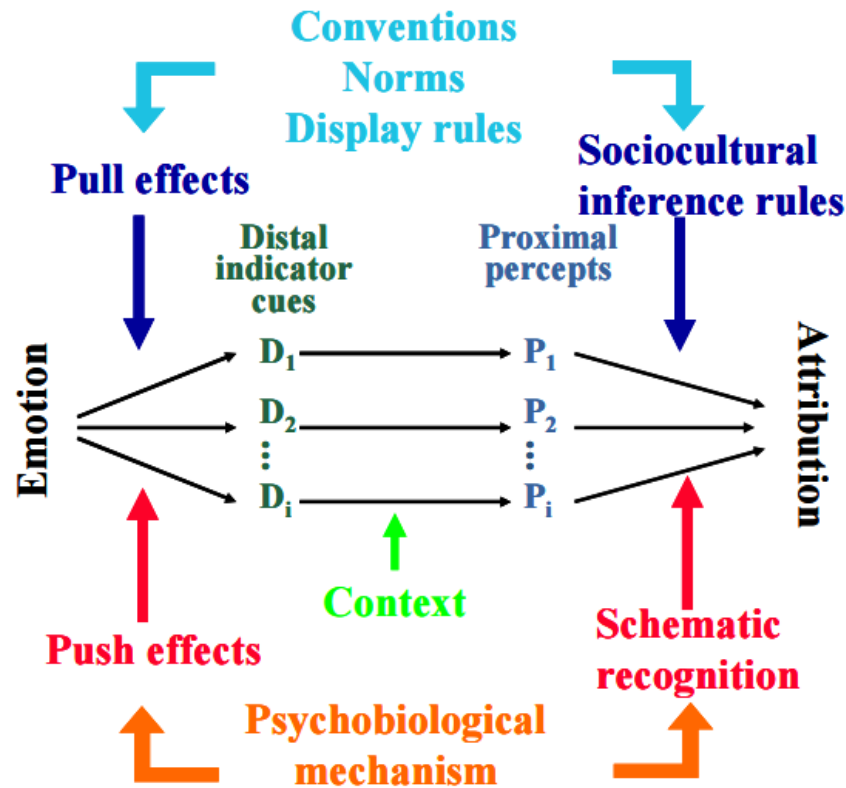 Conventions
Norms
Display rules
Pull effects
Sociocultural
inference rules
Distal
indicator
cues
Proximal
percepts
Emotion
D1
P1
D2
P2
⋮
⋮
Di
Pi
Attribution
Context
Push effects
Schematic
recognition
Psychobiological
mechanism